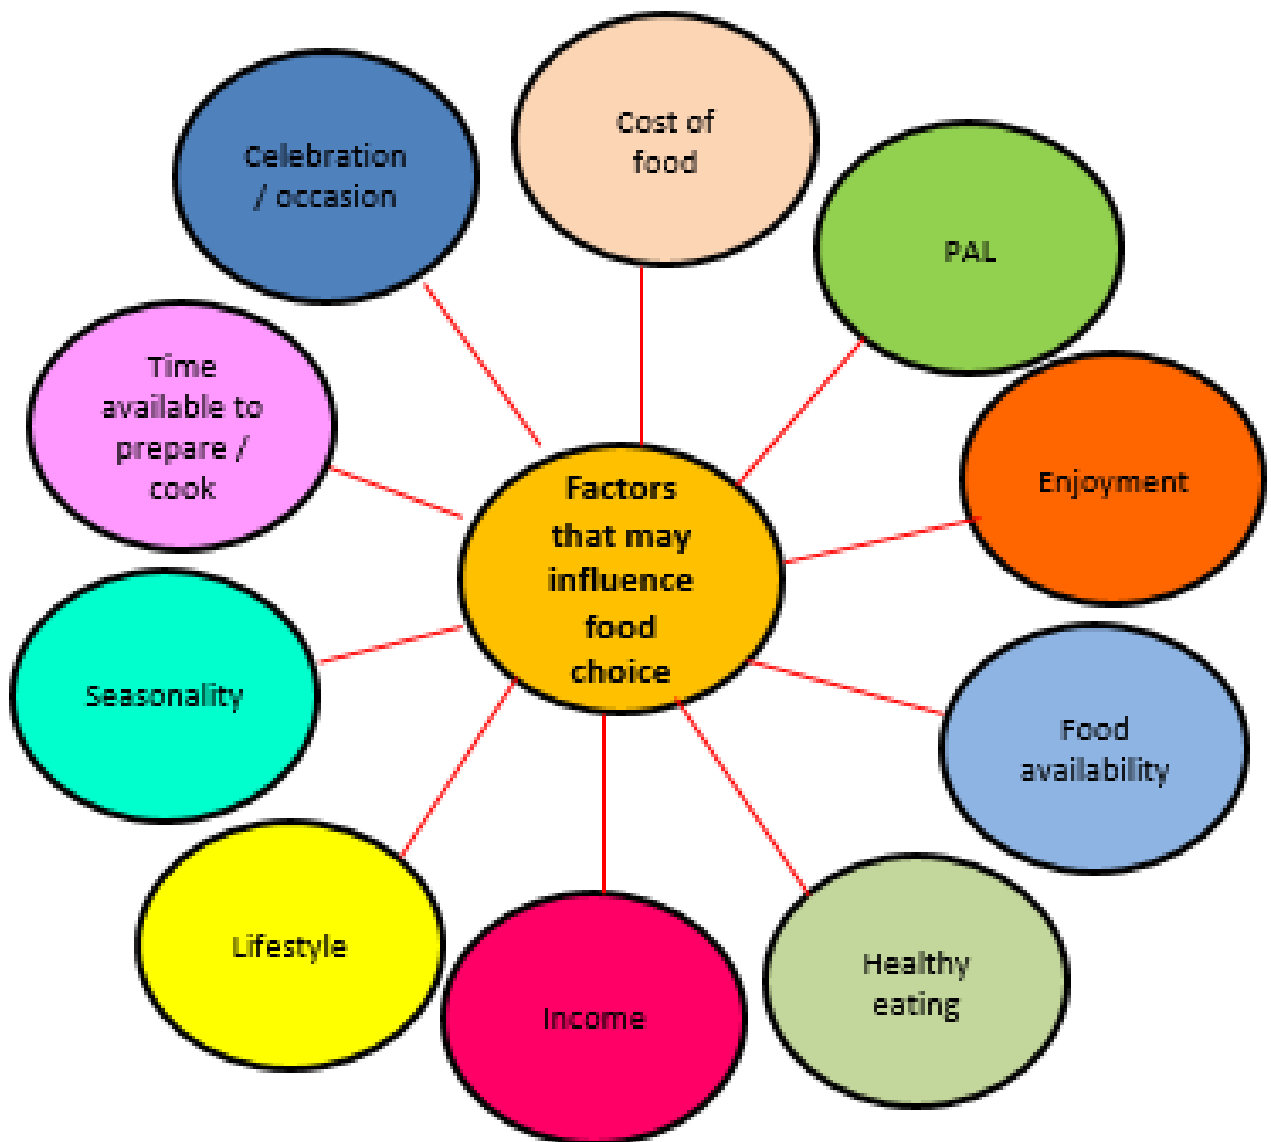 Cost of
food
PAL
Enjoyment
Food
availability
Healthy
eating
Income
Lifestyle
Seasonality
Time
available to
prepare /
cook
Celebration
/ occasion
Factors
that may
influence
food
choice